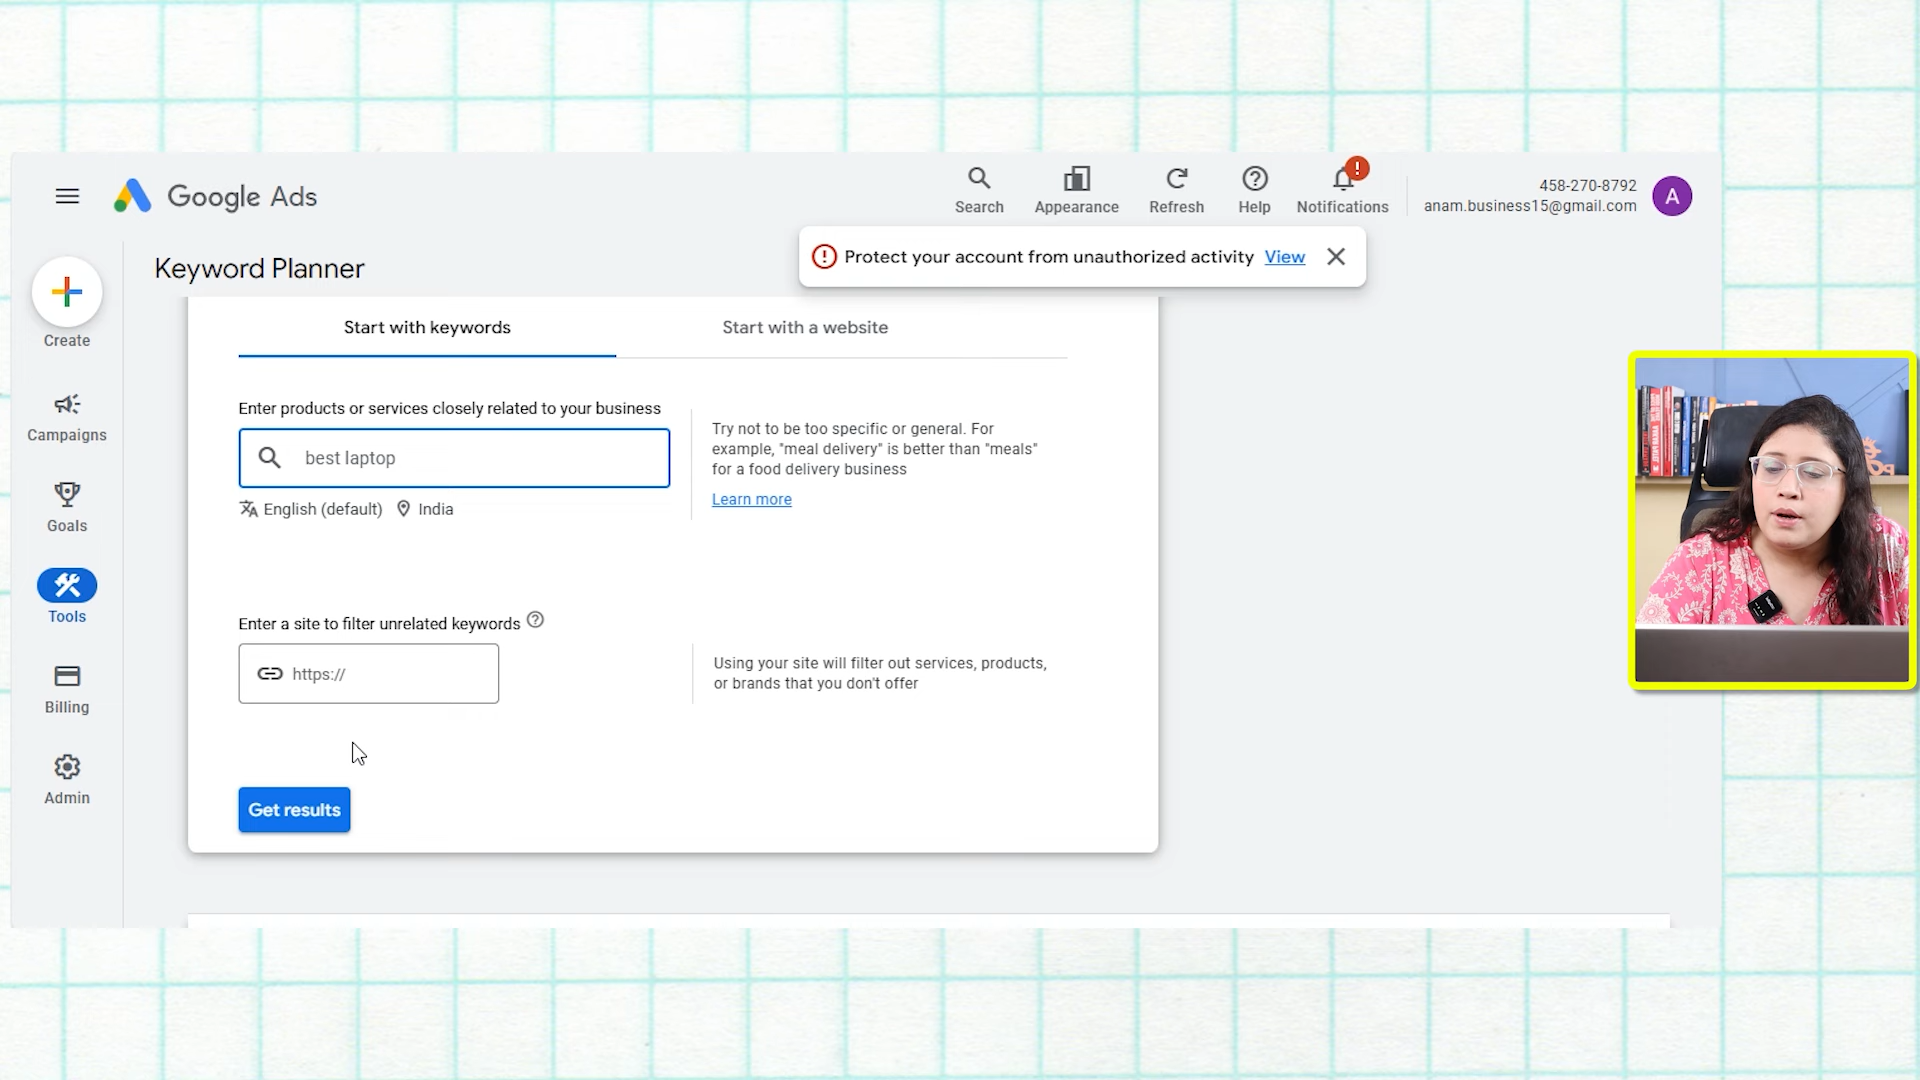 Google Ads
Search
Appearance
Refresh
Help
Notifications
458-270-8792
anam.business15@gmail.com
A
Protect your account from unauthorized activity View
Keyword Planner
Create
Campaigns
Goals
Tools
Billing
Admin
Start with keywords
Start with a website
Enter products or services closely related to your business
best laptop
English (default) India
Try not to be too specific or general. For
example, "meal delivery" is better than "meals"
for a food delivery business
Learn more
Enter a site to filter unrelated keywords
https://
Using your site will filter out services, products,
or brands that you don't offer
Get results